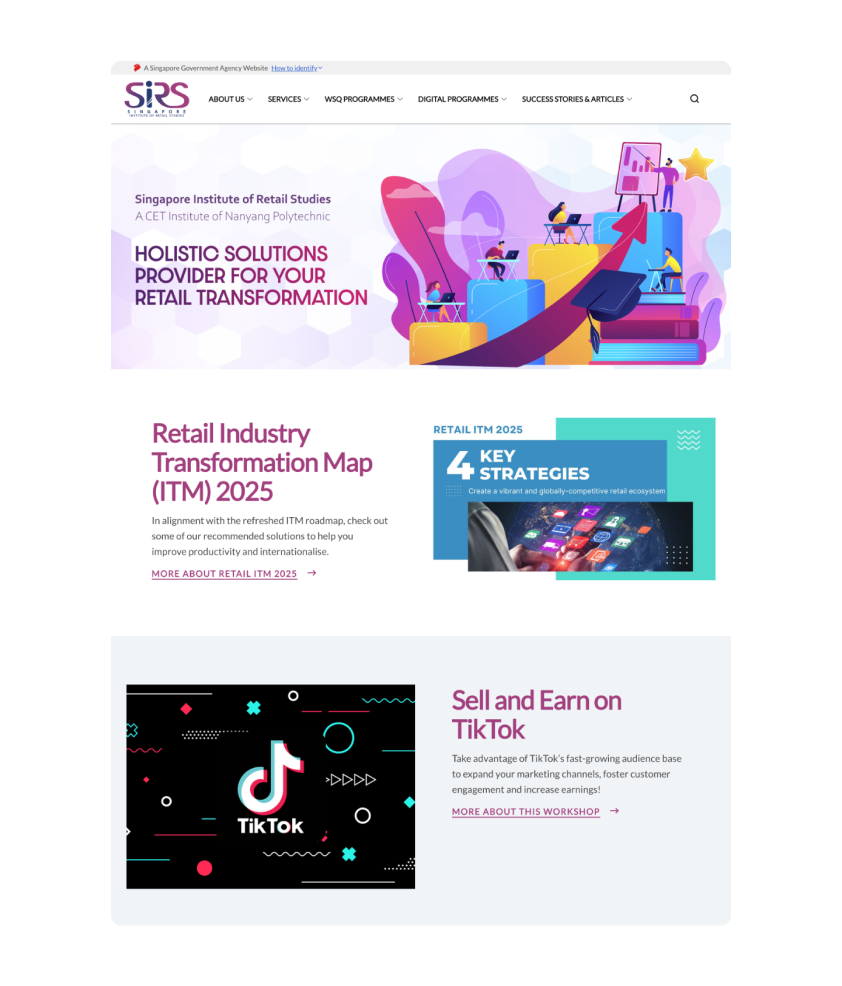 A Singapore Government Agency Website How to identify
SIRS
SINGAPORE
INSTITUTE OF RETAIL STUDIES
ABOUT US
SERVICES
WSQ PROGRAMMES
DIGITAL PROGRAMMES
SUCCESS STORIES & ARTICLES
Singapore Institute of Retail Studies
A CET Institute of Nanyang Polytechnic
HOLISTIC SOLUTIONS
PROVIDER FOR YOUR
RETAIL TRANSFORMATION
Retail Industry
Transformation Map
(ITM) 2025
In alignment with the refreshed ITM roadmap, check out
some of our recommended solutions to help you
improve productivity and internationalise.
MORE ABOUT RETAIL ITM 2025
RETAIL ITM 2025
4 KEY
STRATEGIES
Create a vibrant and globally-competitive retail ecosystem
TikTok
Sell and Earn on
TikTok
Take advantage of TikTok's fast-growing audience base
to expand your marketing channels, foster customer
engagement and increase earnings!
MORE ABOUT THIS WORKSHOP